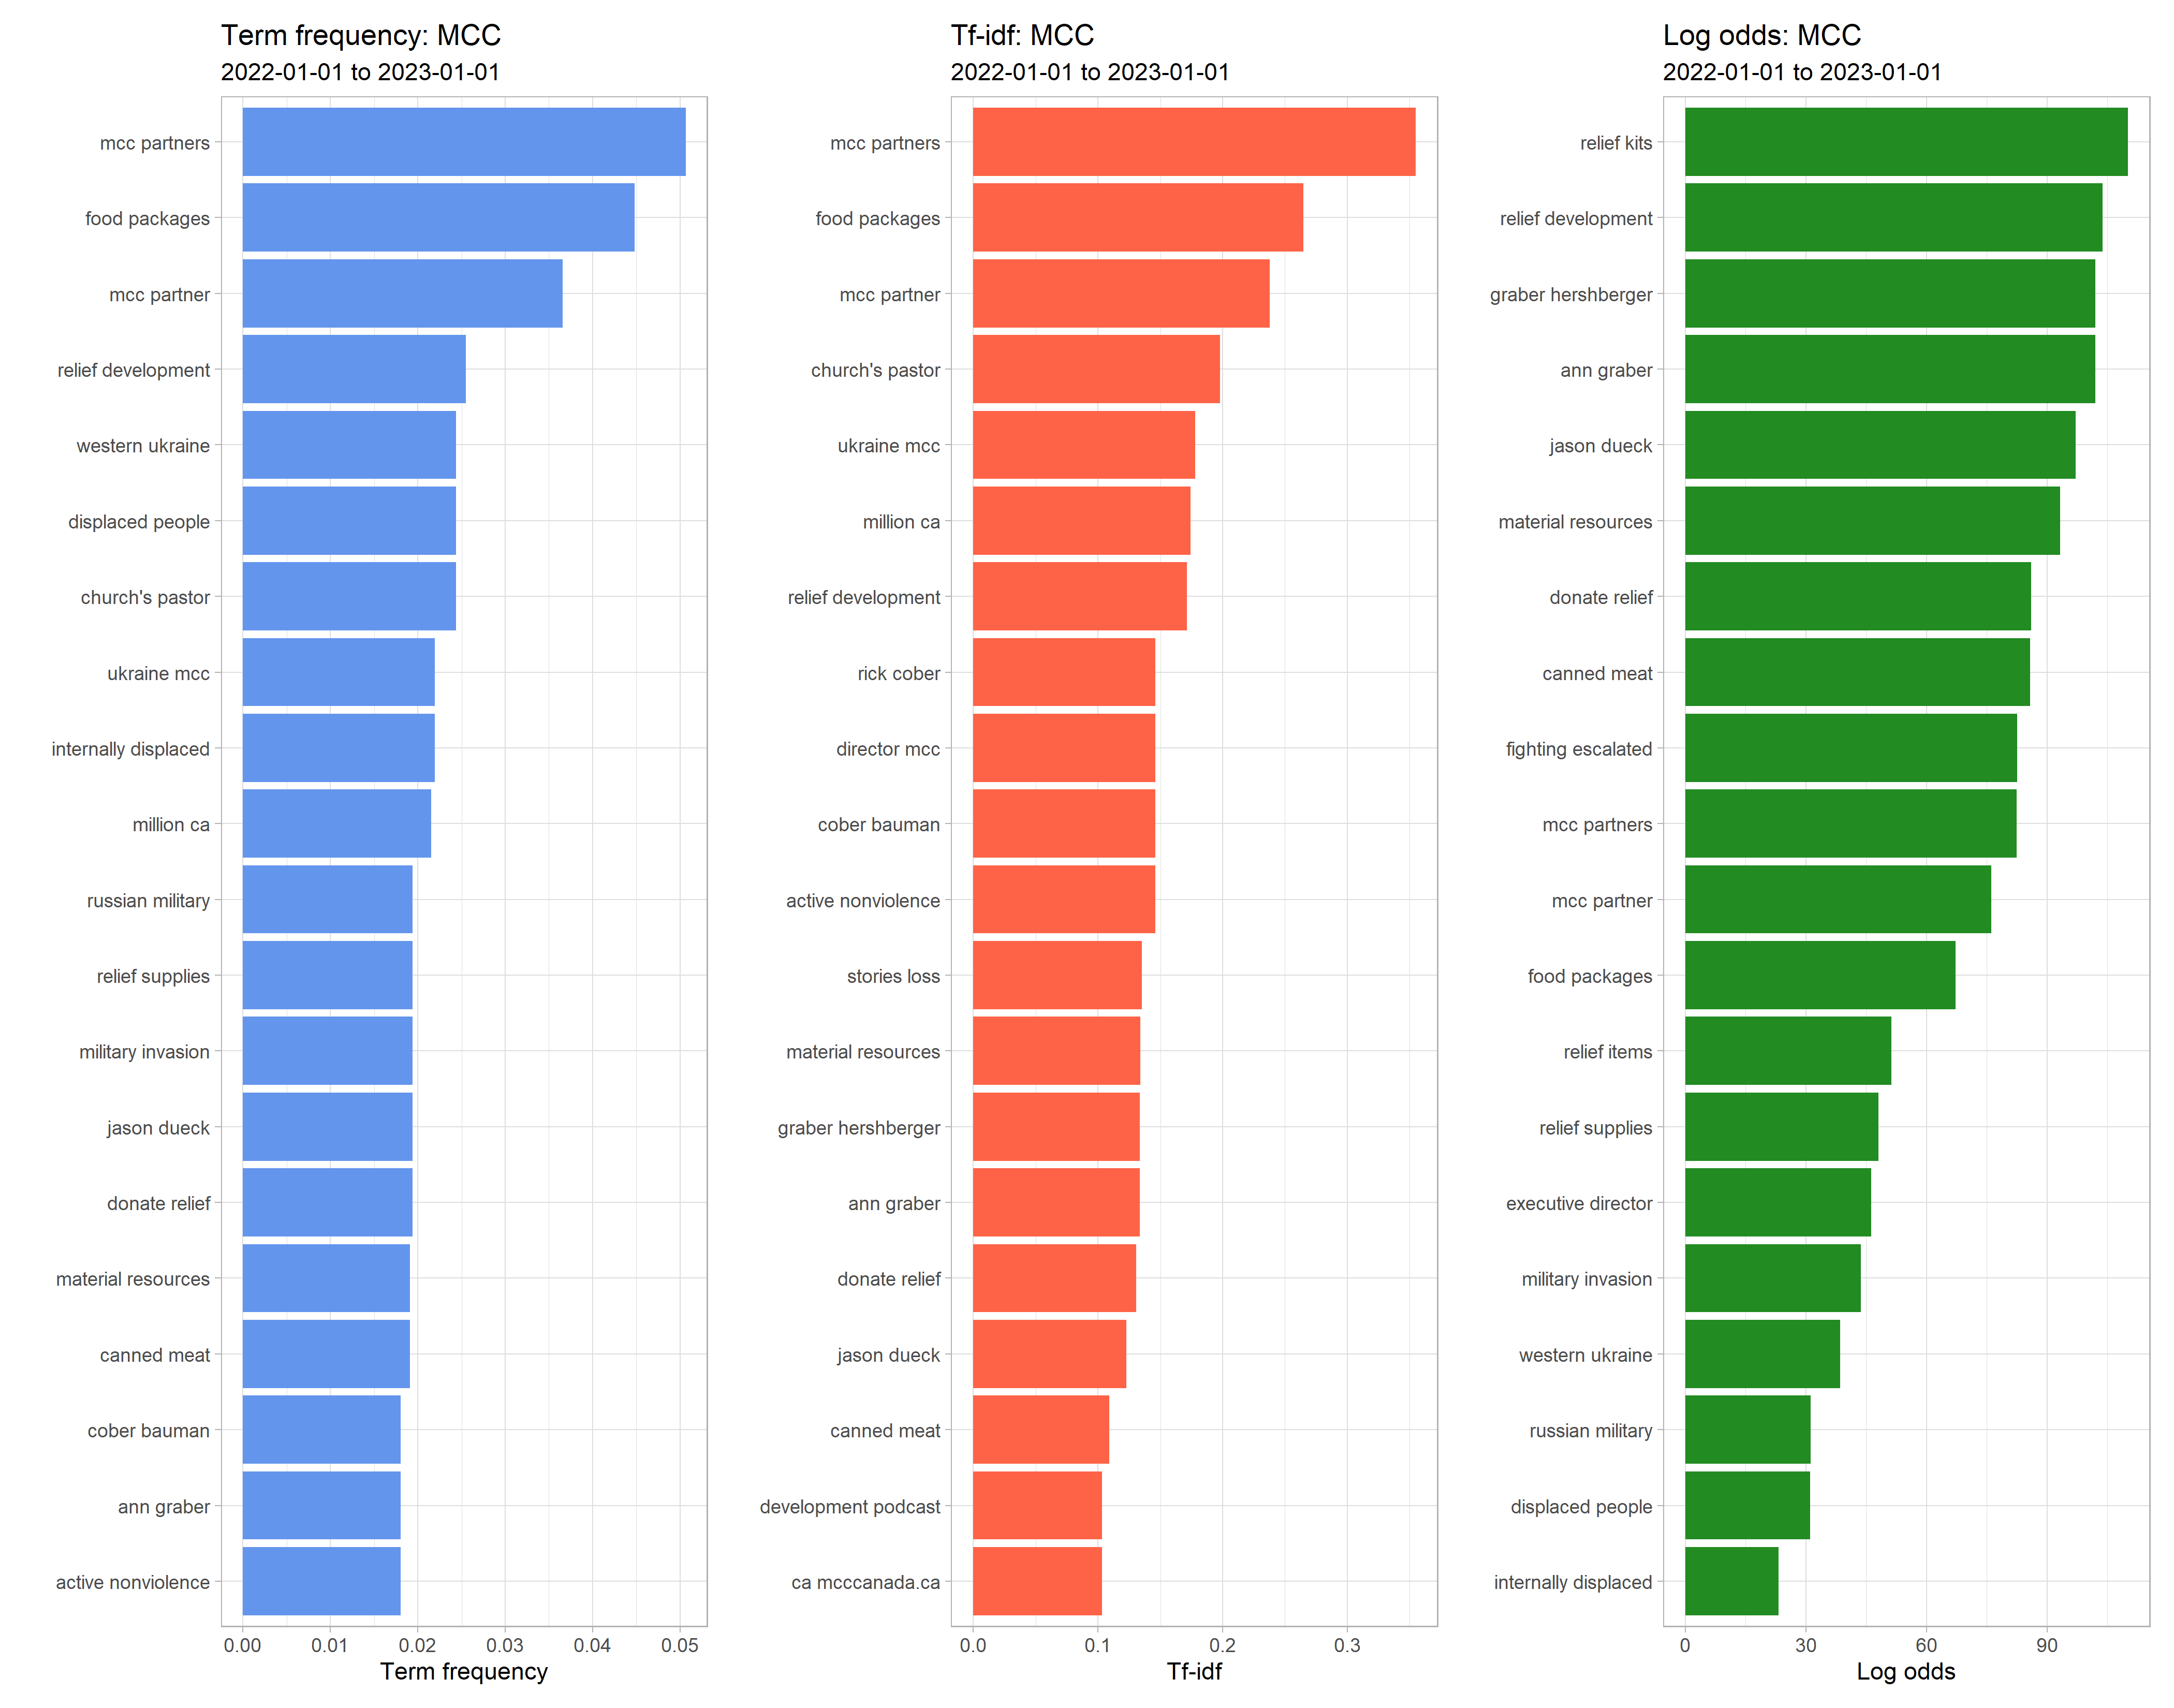 Term frequency: MCC
2022-01-01 to 2023-01-01
mcc partners
food packages
mcc partner
relief development
western ukraine
displaced people
church's pastor
ukraine mcc
internally displaced
million ca
russian military
relief supplies
military invasion
jason dueck
donate relief
material resources
canned meat
cober bauman
ann graber
active nonviolence
0.00 0.01 0.02 0.03 0.04 0.05
Term frequency
Tf-idf: MCC
2022-01-01 to 2023-01-01
mcc partners
food packages
mcc partner
church's pastor
ukraine mcc
million ca
relief development
rick cober
director mcc
cober bauman
active nonviolence
stories loss
material resources
graber hershberger
ann graber
donate relief
jason dueck
canned meat
development podcast
ca mcccanada.ca
0.0 0.1 0.2 0.3
Tf-idf
Log odds: MCC
2022-01-01 to 2023-01-01
relief kits
relief development
graber hershberger
ann graber
jason dueck
material resources
donate relief
canned meat
fighting escalated
mcc partners
mcc partner
food packages
relief items
relief supplies
executive director
military invasion
western ukraine
russian military
displaced people
internally displaced
0 30 60 90
Log odds